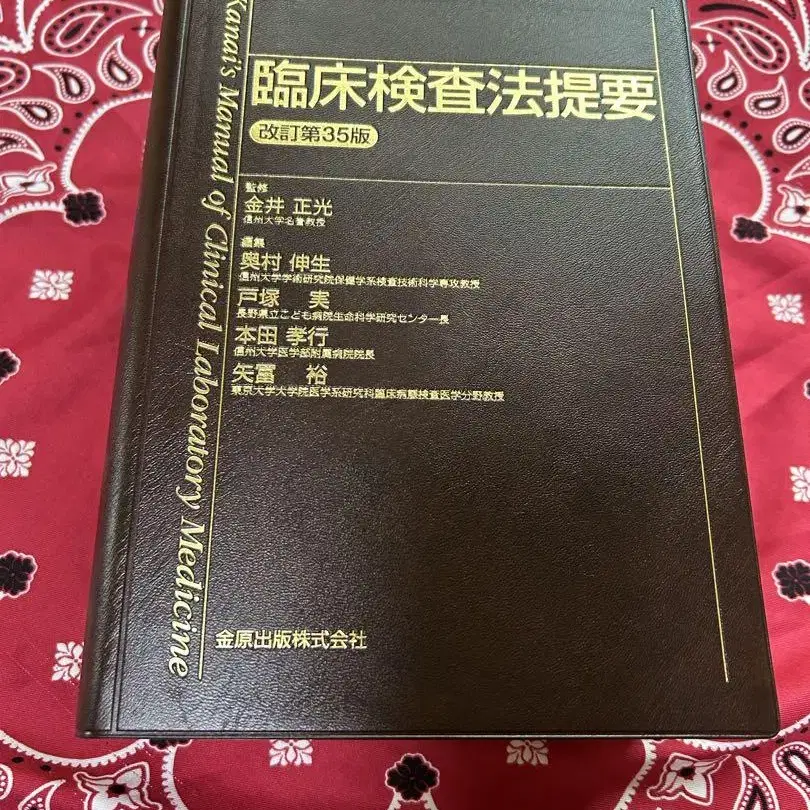 Kanai's Manual of Clinical Laboratory Medicine
臨床検査法提要
改訂第35版
監修
金井 正光
信州大学名誉教授
編集
奥村 伸生
信州大学学術研究院保健学系検査技術科学専攻教授
戸塚 実
長野県立こども病院生命科学研究センター長
本田 孝行
信州大学医学部附属病院院長
矢冨 裕
東京大学大学院医学系研究科臨床病態検査医学分野教授
金原出版株式会社